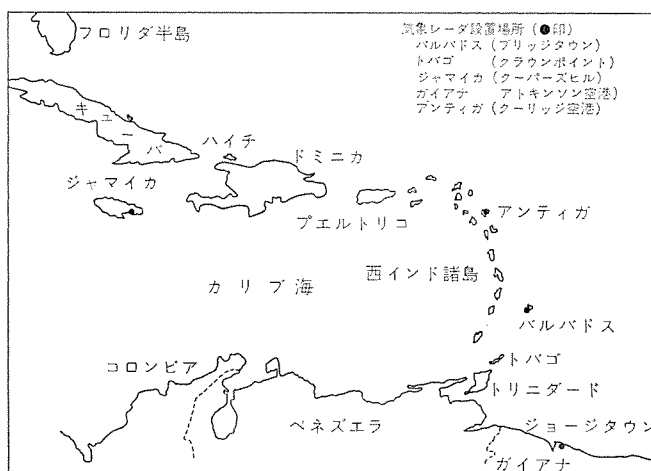 フロリダ半島
気象レーダ設置場所(●印)
バルバドス(ブリッジタウン)
トバゴ (クラウンポイント)
ジャマイカ(クーパーズヒル)
ガイアナ アトキンソン空港)
アンティガ(クーリッジ空港)
キューバ
ハイチ
ドミニカ
ジャマイカ
プエルトリコ
アンティガ
西インド諸島
カリブ海
バルバドス
コロンビア
トバゴ
トリニダード
ベネズエラ
ジョージタウン
ガイアナ